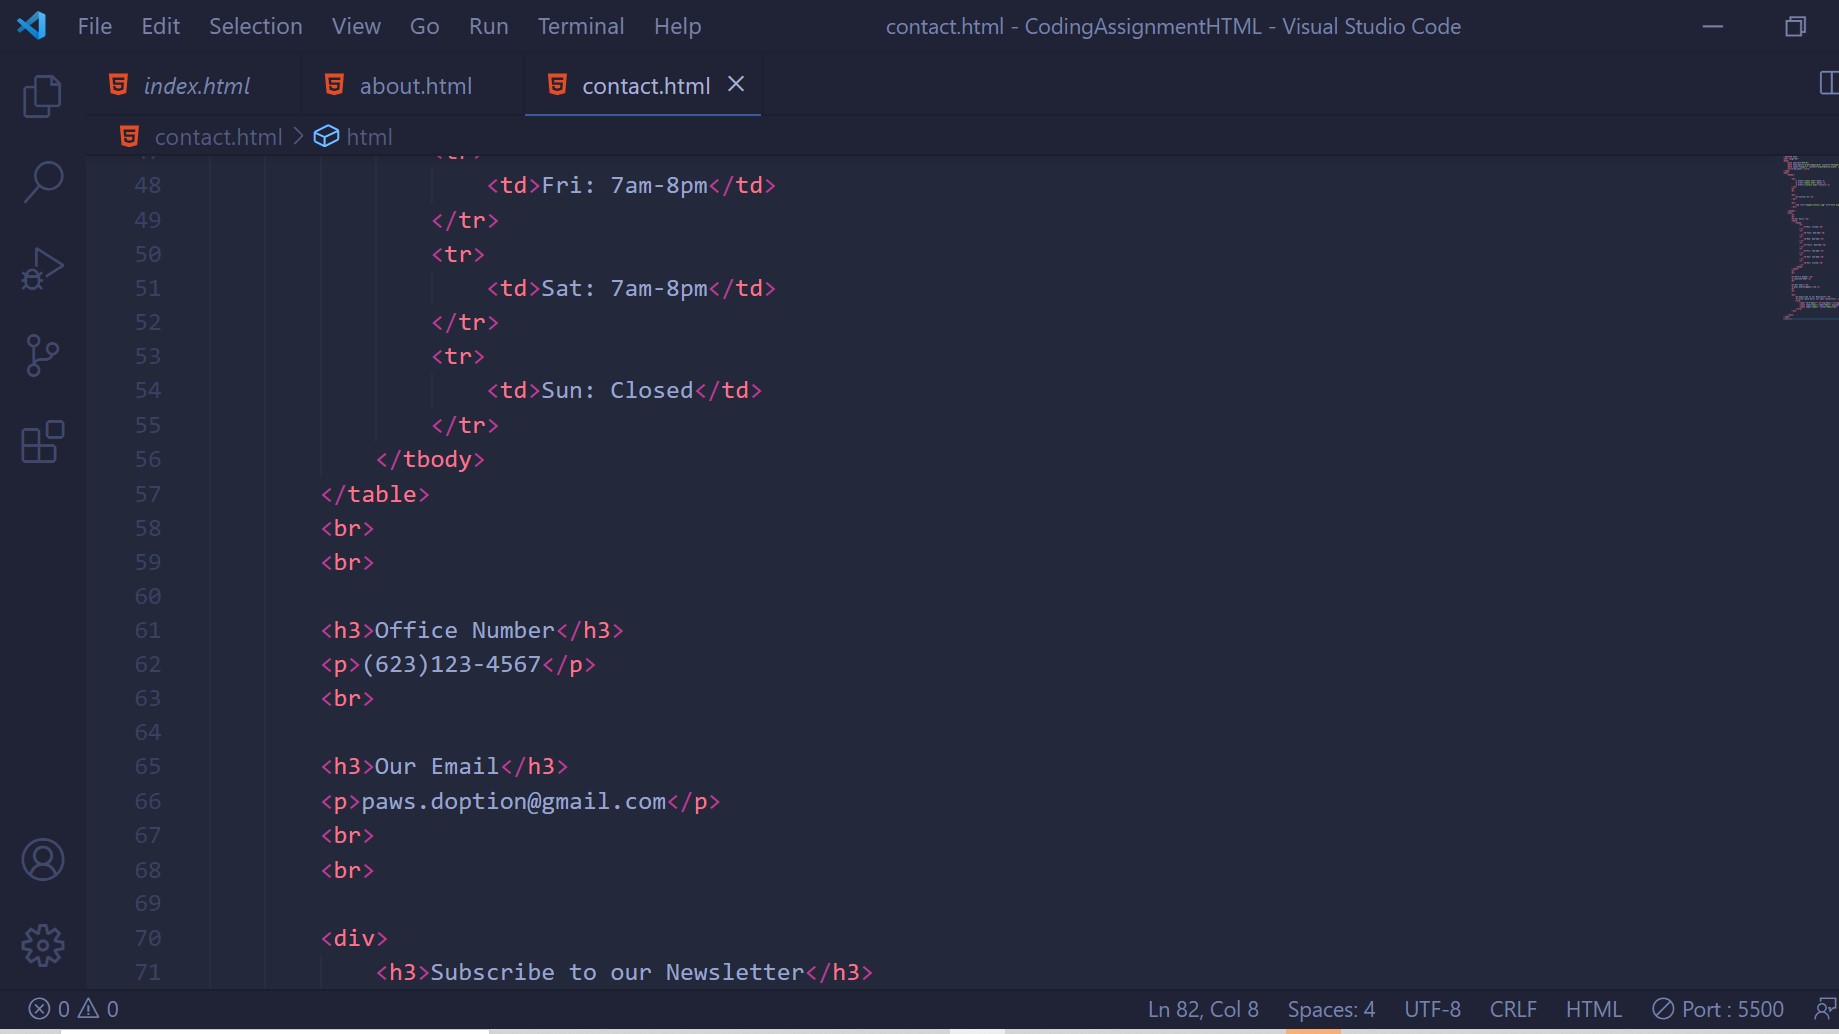 File Edit Selection View Go Run Terminal Help contact.html - CodingAssignmentHTML - Visual Studio Code
index.html about.html contact.html
contact.html > html
48 <td>Fri: 7am-8pm</td>
49 </tr>
50 <tr>
51 <td>Sat: 7am-8pm</td>
52 </tr>
53 <tr>
54 <td>Sun: Closed</td>
55 </tr>
56 </tbody>
57 </table>
58 <br>
59 <br>
60
61 <h3>Office Number</h3>
62 <p>(623)123-4567</p>
63 <br>
64
65 <h3>Our Email</h3>
66 <p>paws.doption@gmail.com</p>
67 <br>
68 <br>
69
70 <div>
71 <h3>Subscribe to our Newsletter</h3>
0 0 Ln 82, Col 8 Spaces: 4 UTF-8 CRLF HTML Port : 5500